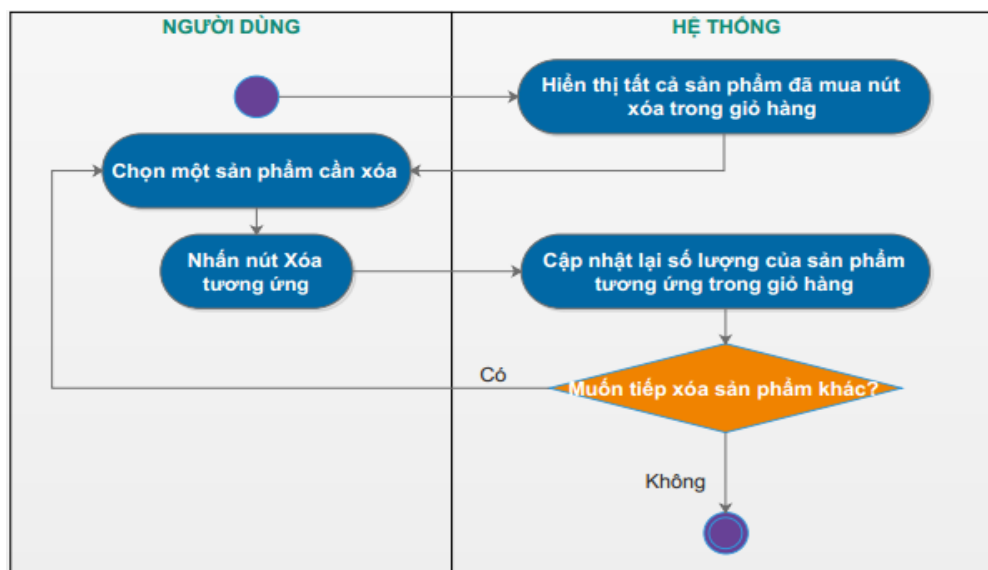 NGƯỜI DÙNG
HỆ THỐNG
Hiển thị tất cả sản phẩm đã mua nút
xóa trong giỏ hàng
Chọn một sản phẩm cần xóa
Nhấn nút Xóa
tương ứng
Cập nhật lại số lượng của sản phẩm
tương ứng trong giỏ hàng
Có
Muốn tiếp xóa sản phẩm khác?
Không